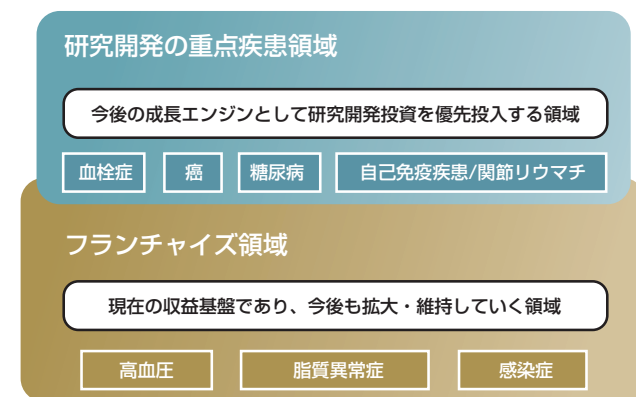 研究開発の重点疾患領域
今後の成長エンジンとして研究開発投資を優先投入する領域
血栓症 癌 糖尿病 自己免疫疾患/関節リウマチ
フランチャイズ領域
現在の収益基盤であり、今後も拡大・維持していく領域
高血圧 脂質異常症 感染症